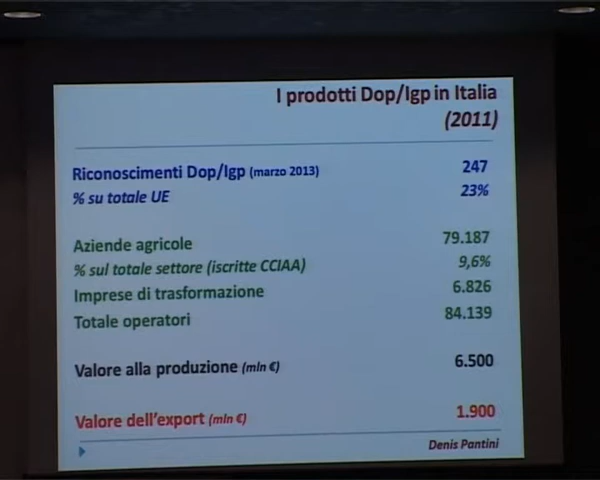 I prodotti Dop/Igp in Italia
(2011)
Riconoscimenti Dop/Igp (marzo 2013) 247
% su totale UE 23%
Aziende agricole 79.187
% sul totale settore (iscritte CCIAA) 9,6%
Imprese di trasformazione 6.826
Totale operatori 84.139
Valore alla produzione (mln €) 6.500
Valore dell'export (mln €) 1.900
Denis Pantini